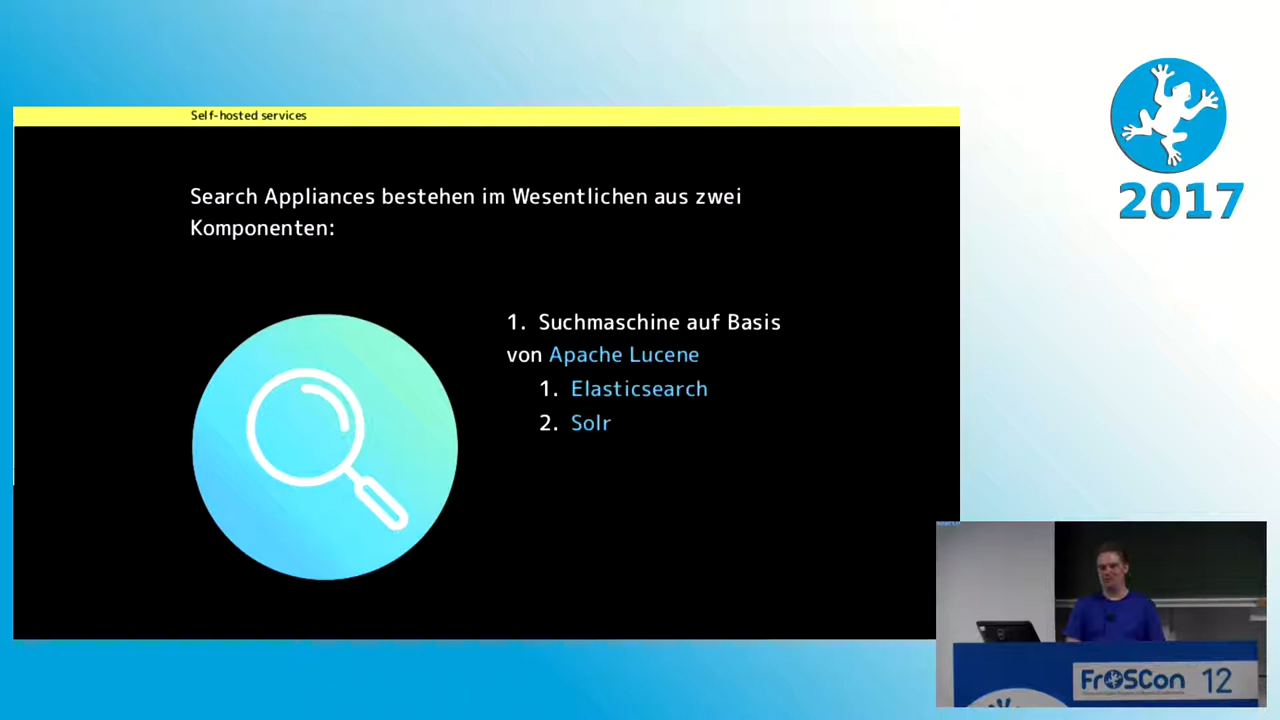 Self-hosted services
Search Appliances bestehen im Wesentlichen aus zwei
Komponenten:
1. Suchmaschine auf Basis
von Apache Lucene
1. Elasticsearch
2. Solr
2017
FrOSCon 12